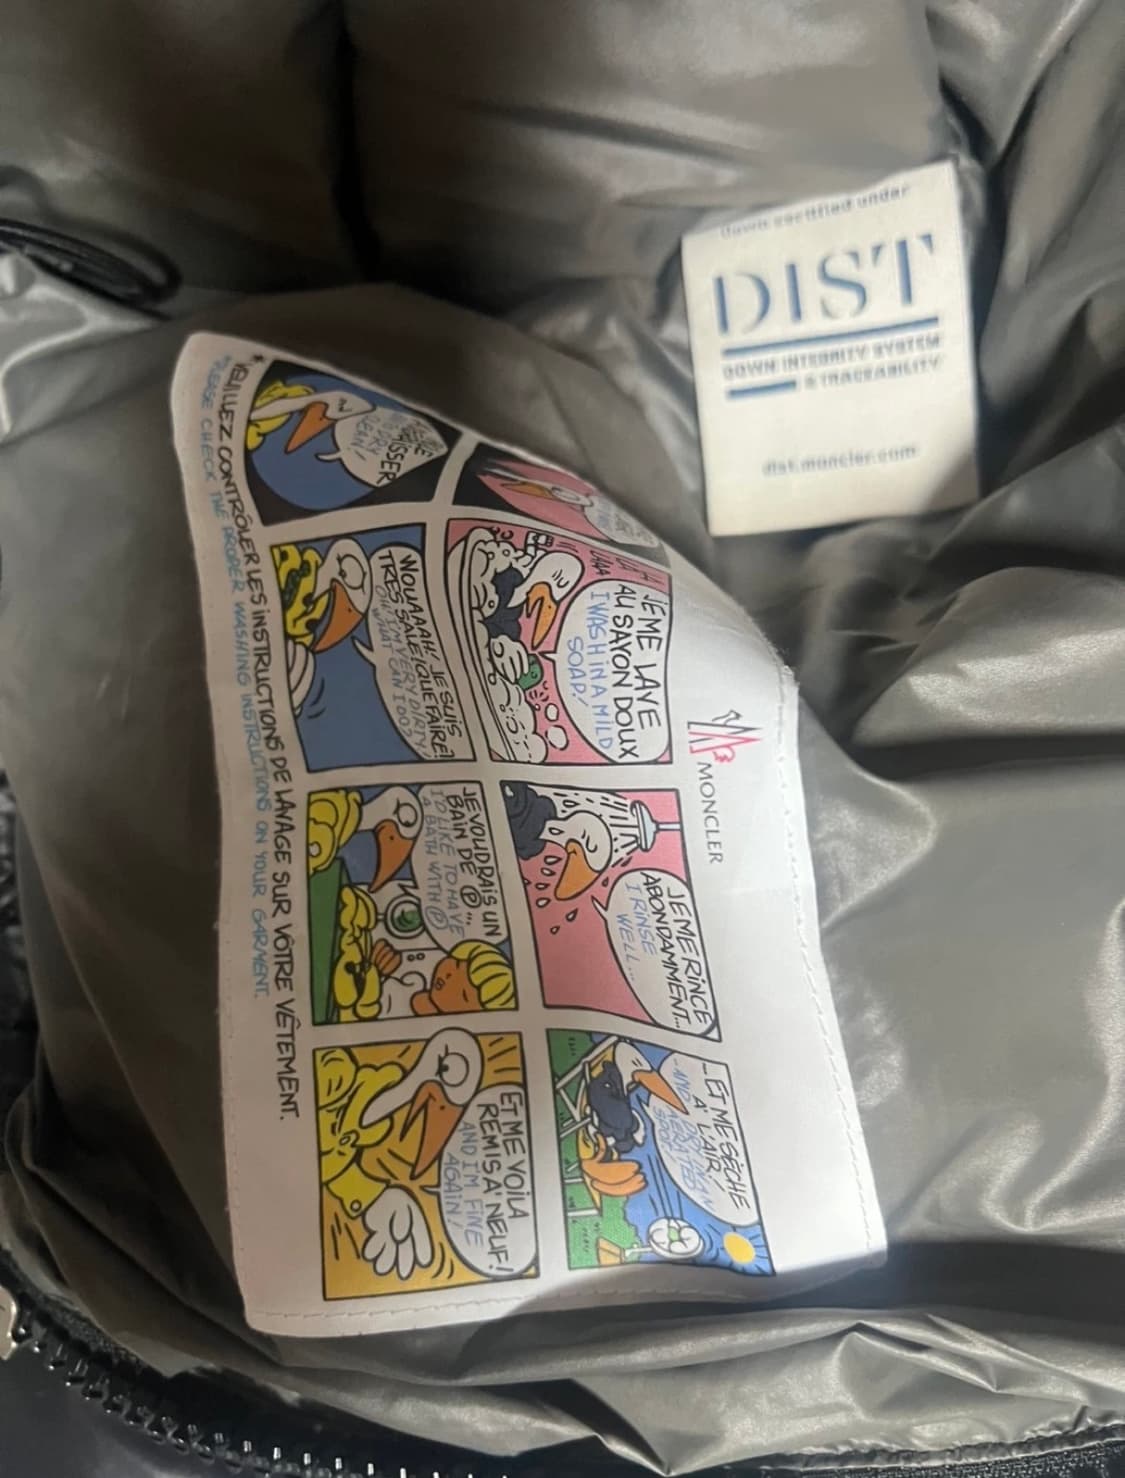 down certified under
DIST
DOWN INTEGRITY SYSTEM
& TRACEABILITY
dist.moncler.com
MONCLER
JE ME LAVE
AU SAVON DOUX
I WASH IN A MILD
SOAP!
JE ME RINCE
ABONDAMMENT...
I RINSE
WELL...
...ET ME SÈCHE
À L'AIR!
WOUAAAH! JE SUIS
TRÈS SALE! QUE FAIRE!
OH! I'M VERY DIRTY!
WHAT CAN I DO?
JE VOUDRAIS UN
BAIN DE Ⓟ...
I'D LIKE TO HAVE
A BATH WITH Ⓟ
ET ME VOILA
REMIS A' NEUF!
AND I'M FINE
AGAIN!
*VEUILLEZ CONTRÔLER LES INSTRUCTIONS DE LAVAGE SUR VÔTRE VÊTEMENT.
*PLEASE CHECK THE PROPER WASHING INSTRUCTIONS ON YOUR GARMENT.